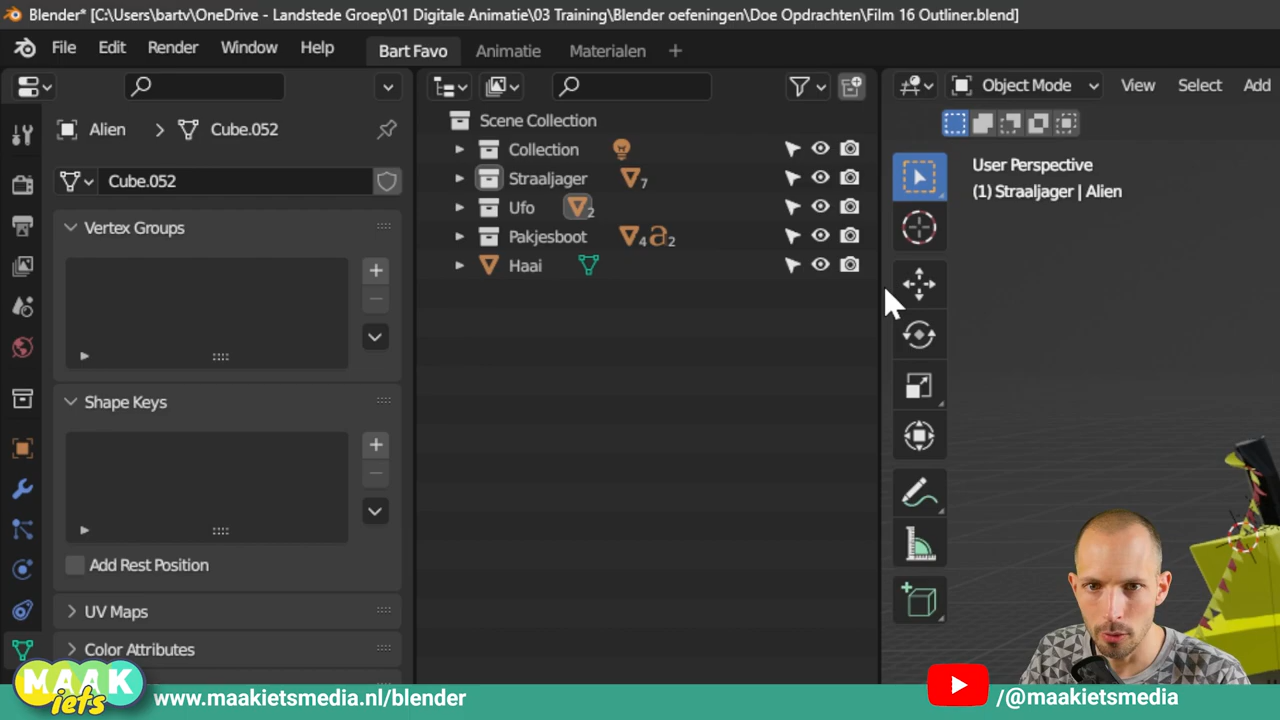 Blender* [C:\Users\bartv\OneDrive - Landstede Groep\01 Digitale Animatie\03 Training\Blender oefeningen\Doe Opdrachten\Film 16 Outliner.blend]
File Edit Render Window Help Bart Favo Animatie Materialen +
Object Mode View Select Add
Alien > Cube.052
Cube.052
Vertex Groups
Shape Keys
Add Rest Position
UV Maps
Color Attributes
Scene Collection
Collection
Straaljager 7
Ufo 2
Pakjesboot 4 a 2
Haai
User Perspective
(1) Straaljager | Alien
MAAK
iets
www.maakietsmedia.nl/blender
/@maakietsmedia